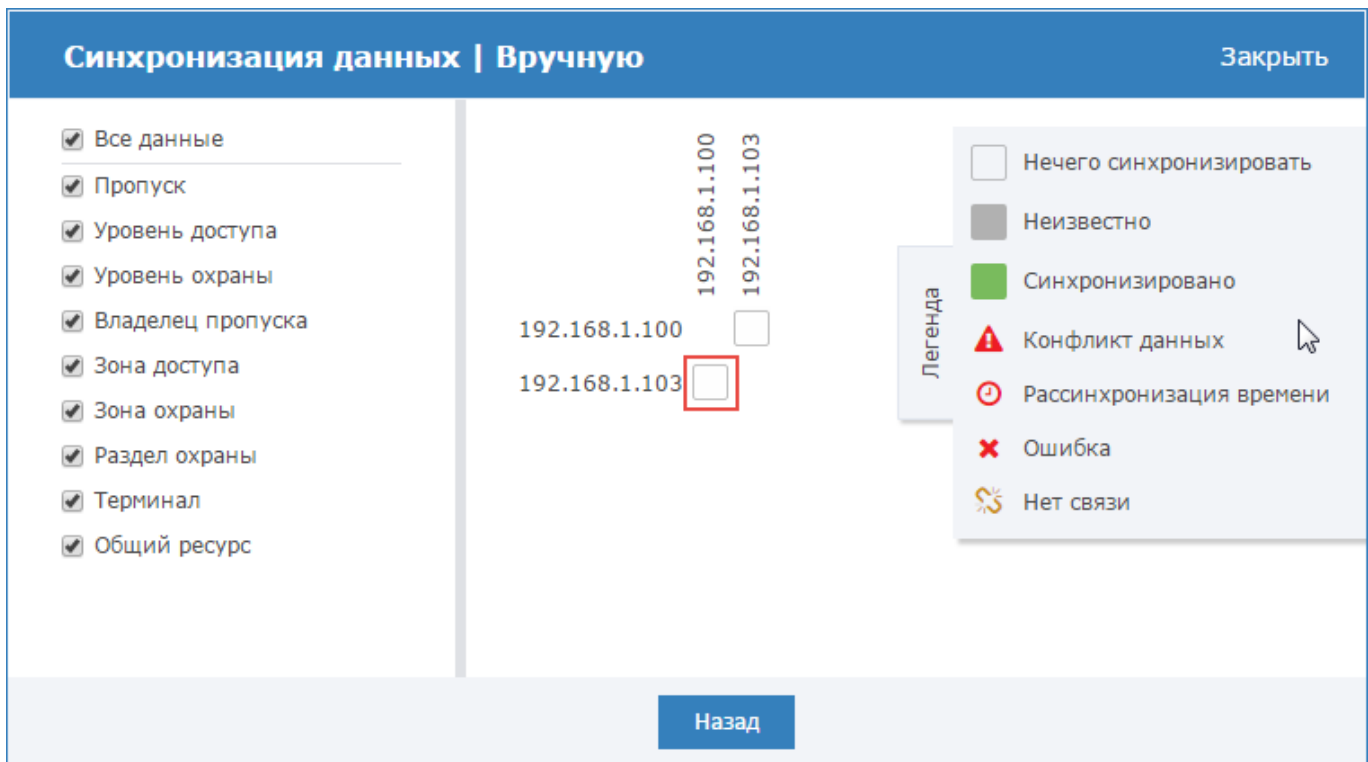 Синхронизация данных | Вручную
Закрыть
Все данные
Пропуск
Уровень доступа
Уровень охраны
Владелец пропуска
Зона доступа
Зона охраны
Раздел охраны
Терминал
Общий ресурс
192.168.1.100
192.168.1.103
192.168.1.100
192.168.1.103
Легенда
Нечего синхронизировать
Неизвестно
Синхронизировано
Конфликт данных
Рассинхронизация времени
Ошибка
Нет связи
Назад